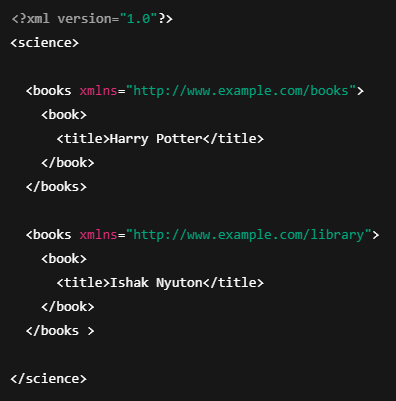 <?xml version="1.0"?>
<science>
<books xmlns="http://www.example.com/books">
<book>
<title>Harry Potter</title>
</book>
</books>
<books xmlns="http://www.example.com/library">
<book>
<title>Ishak Nyuton</title>
</book>
</books >
</science>